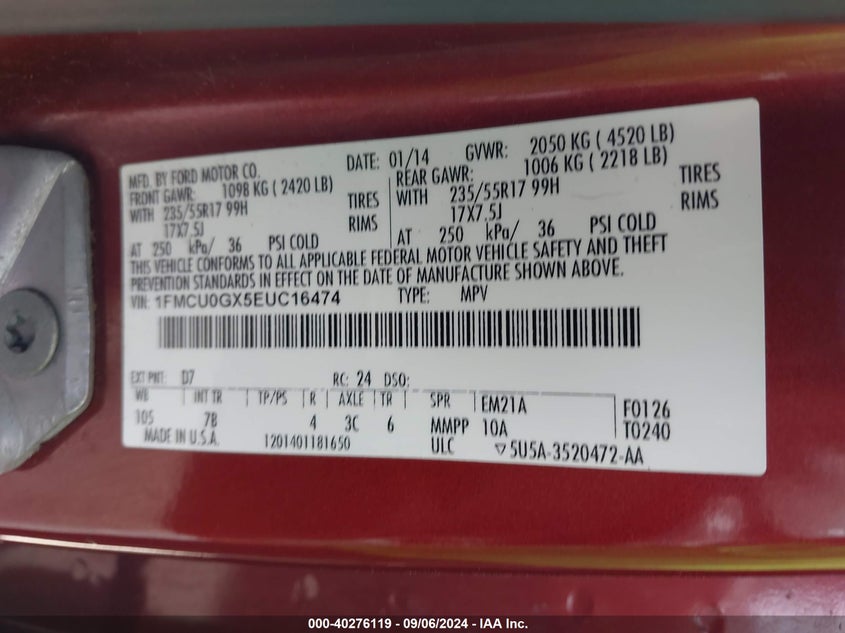 MFD. BY FORD MOTOR CO. DATE: 01/14 GVWR: 2050 KG ( 4520 LB)
FRONT GAWR: 1098 KG ( 2420 LB) REAR GAWR: 1006 KG ( 2218 LB)
WITH 235/55R17 99H TIRES WITH 235/55R17 99H TIRES
17X7.5J RIMS 17X7.5J RIMS
AT 250 kPa/ 36 PSI COLD AT 250 kPa/ 36 PSI COLD
THIS VEHICLE CONFORMS TO ALL APPLICABLE FEDERAL MOTOR VEHICLE SAFETY AND THEFT
PREVENTION STANDARDS IN EFFECT ON THE DATE OF MANUFACTURE SHOWN ABOVE.
VIN: 1FMCU0GX5EUC16474 TYPE: MPV
EXT PNT: D7 RC: 24 DSO:
WB INT TR TP/PS R AXLE TR SPR EM21A F0126
105 7B 4 3C 6 MMPP 10A T0240
MADE IN U.S.A. 1201401181650 ULC ▽5U5A-3520472-AA
000-40276119 - 09/06/2024 - IAA Inc.